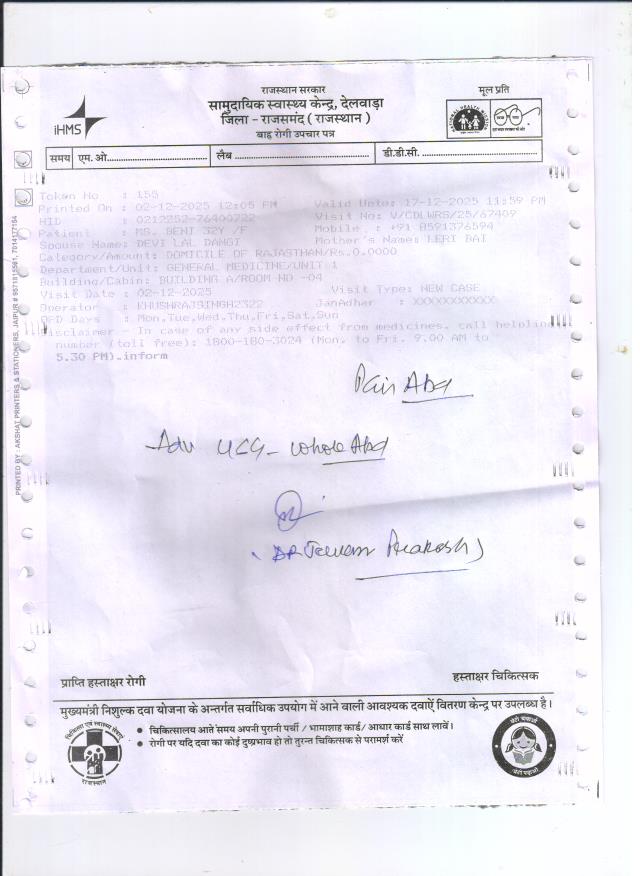 राजस्थान सरकार
सामुदायिक स्वास्थ्य केन्द्र, देलवाड़ा
जिला - राजसमंद ( राजस्थान )
बाह्र रोगी उपचार पत्र
मूल प्रति
iHMS
समय एम. ओ. लैब डी.डी.सी.
Token No : 155
Printed On : 02-12-2025 12:05 PM Valid Upto: 17-12-2025 11:59 PM
HID : 0212252-76400722 Visit No: V/CDLWRS/25/67409
Patient : MS. BENI 32Y /F Mobile. : +91 8591376594
Spouse Name: DEVI LAL DANGI Mother's Name: BAI
Category/Amount: DOMICILE OF RAJASTHAN/Rs.0.0000
Department/Unit: GENERAL MEDICINE/UNIT 1
Building/Cabin: BUILDING A/ROOM NO -04
Visit Date : 02-12-2025 Visit Type: NEW CASE
Operator : KHUSHRAJSINGH2322 JanAdhar : XXXXXXXXXXX
OPD Days : Mon,Tue,Wed,Thu,Fri,Sat,Sun
Disclaimer - In case of any side effect from medicines, call helpline
number (toll free): 1800-180-3024 (Mon. to Fri. 9.00 AM to
5.30 PM).inform
PRINTED BY : AKSHAT PRINTERS & STATIONERS, JAIPUR # 9571815561, 7014177154
Pain Abd
Adv USG - Whole Abd
DR Prakash
प्राप्ति हस्ताक्षर रोगी हस्ताक्षर चिकित्सक
मुख्यमंत्री निशुल्क दवा योजना के अन्तर्गत सर्वाधिक उपयोग में आने वाली आवश्यक दवाऐं वितरण केन्द्र पर उपलब्ध है।
• चिकित्सालय आते समय अपनी पुरानी पर्ची / भामाशाह कार्ड / आधार कार्ड साथ लावें।
• रोगी पर यदि दवा का कोई दुष्प्रभाव हो तो तुरन्त चिकित्सक से परामर्श करें
राजस्थान
बेटी बचाओ
बेटी पढ़ाओ